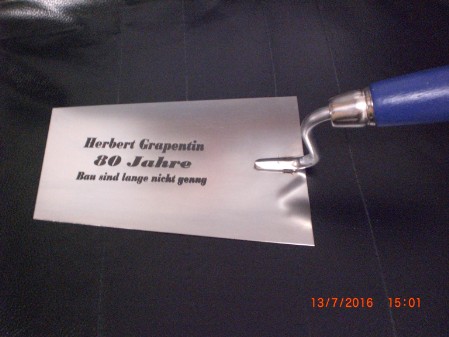 Herbert Grapentin
80 Jahre
Bau sind lange nicht genug
13/7/2016 15:01